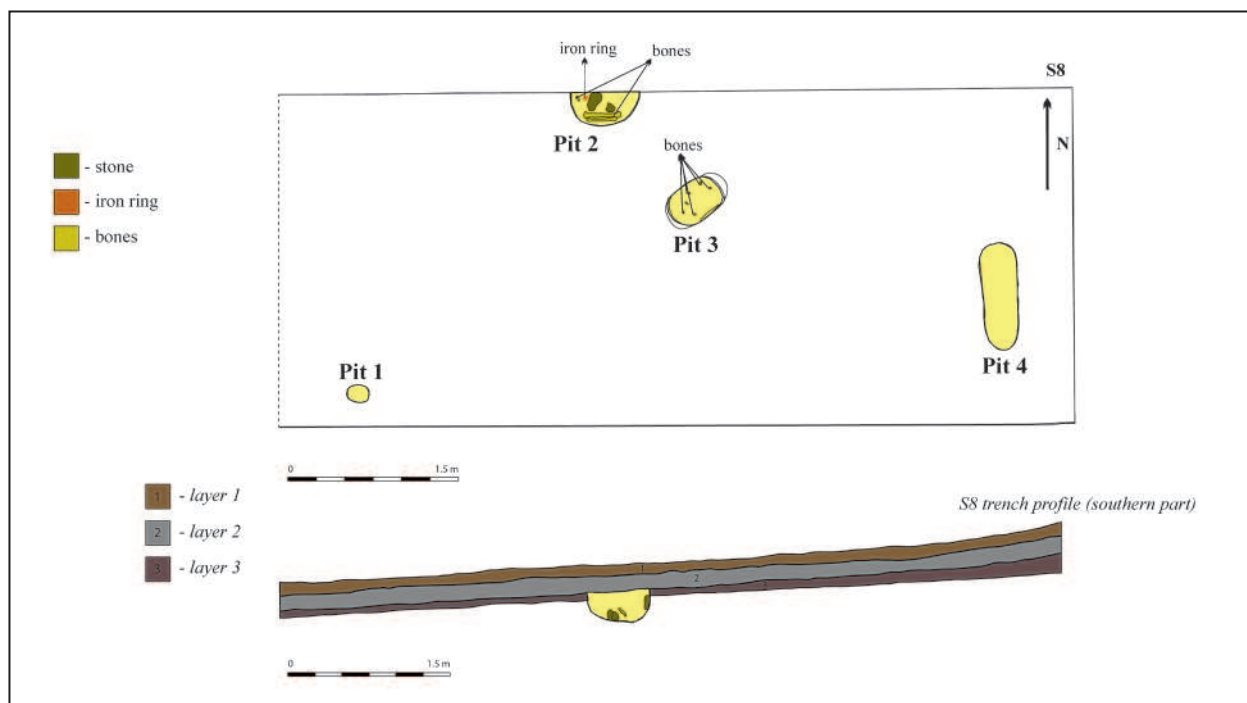 iron ring
bones
S8
Pit 2
N
- stone
- iron ring
- bones
bones
Pit 3
Pit 1
Pit 4
0 1.5 m
1 - layer 1
2 - layer 2
3 - layer 3
S8 trench profile (southern part)
1
2
0 1.5 m